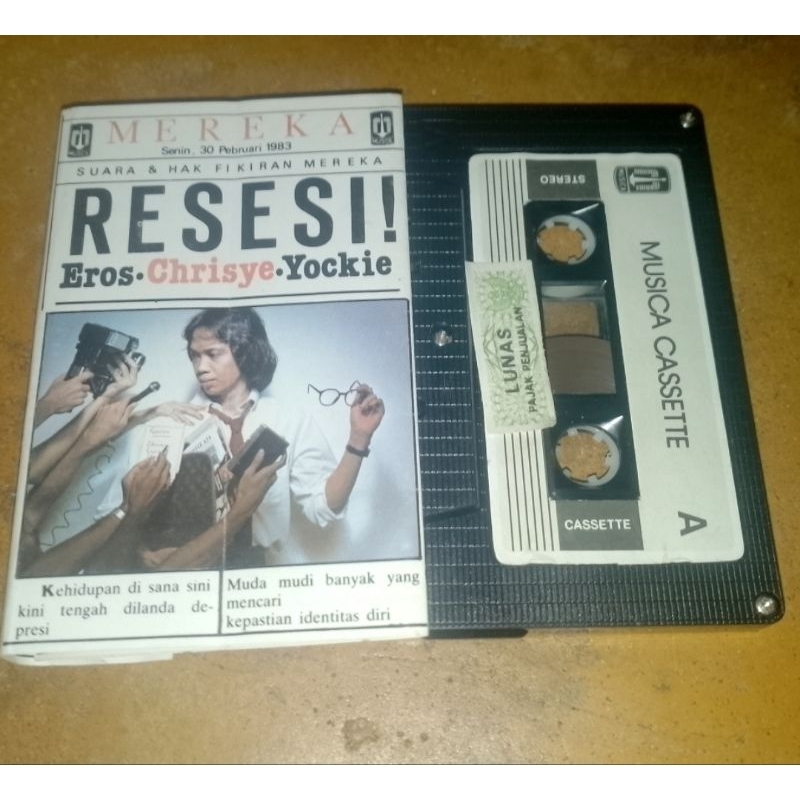 MEREKA
Senin, 30 Pebruari 1983
SUARA & HAK FIKIRAN MEREKA
RESESI!
Eros•Chrisye•Yockie
Kehidupan di sana sini
kini tengah dilanda de-
presi
Muda mudi banyak yang
mencari
kepastian identitas diri
STEREO
MUSICA
LUNAS
PAJAK PENJUALAN
MUSICA CASSETTE
CASSETTE
A